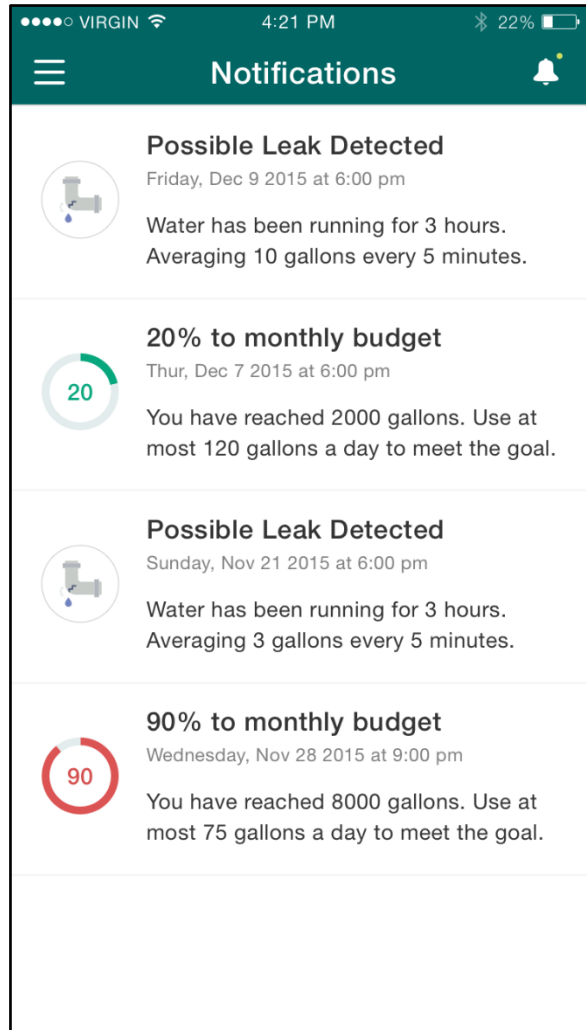 VIRGIN 4:21 PM 22%
Notifications
Possible Leak Detected
Friday, Dec 9 2015 at 6:00 pm
Water has been running for 3 hours.
Averaging 10 gallons every 5 minutes.
20% to monthly budget
Thur, Dec 7 2015 at 6:00 pm
20
You have reached 2000 gallons. Use at
most 120 gallons a day to meet the goal.
Possible Leak Detected
Sunday, Nov 21 2015 at 6:00 pm
Water has been running for 3 hours.
Averaging 3 gallons every 5 minutes.
90% to monthly budget
Wednesday, Nov 28 2015 at 9:00 pm
90
You have reached 8000 gallons. Use at
most 75 gallons a day to meet the goal.